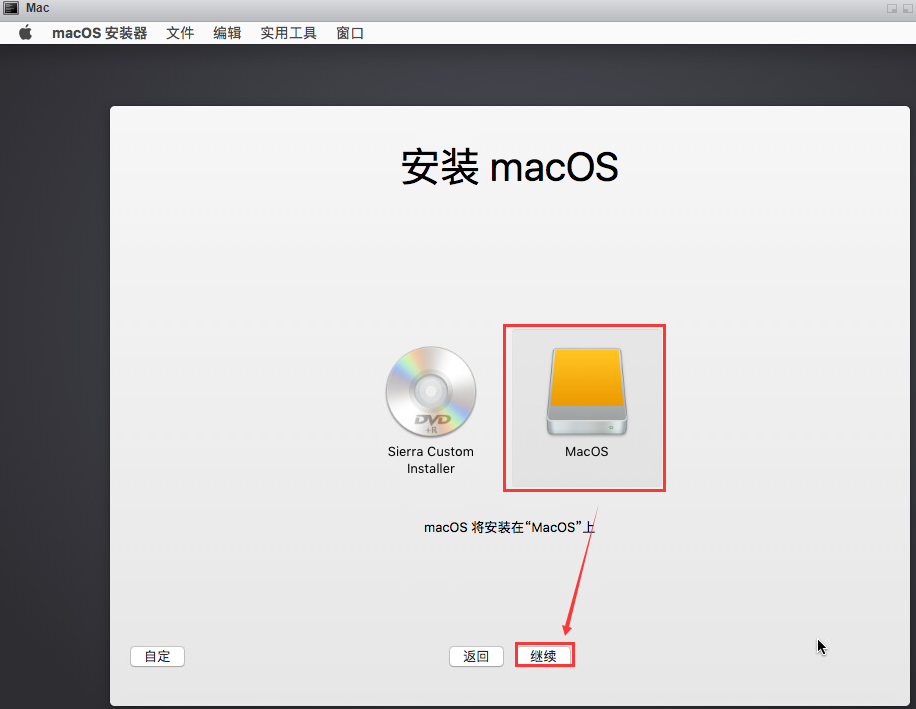 Mac
macOS 安装器 文件 编辑 实用工具 窗口
安装 macOS
DVD
+R
Sierra Custom
Installer
MacOS
macOS 将安装在“MacOS”上
自定 返回 继续